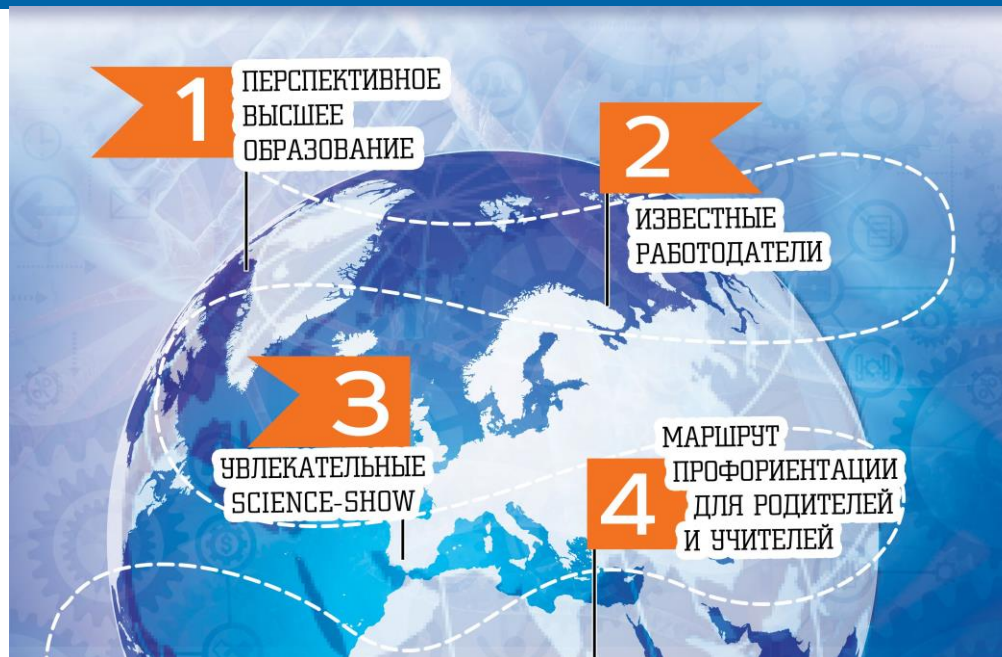 1
ПЕРСПЕКТИВНОЕ
ВЫСШЕЕ
ОБРАЗОВАНИЕ
2
ИЗВЕСТНЫЕ
РАБОТОДАТЕЛИ
3
УВЛЕКАТЕЛЬНЫЕ
SCIENCE-SHOW
4
МАРШРУТ
ПРОФОРИЕНТАЦИИ
ДЛЯ РОДИТЕЛЕЙ
И УЧИТЕЛЕЙ